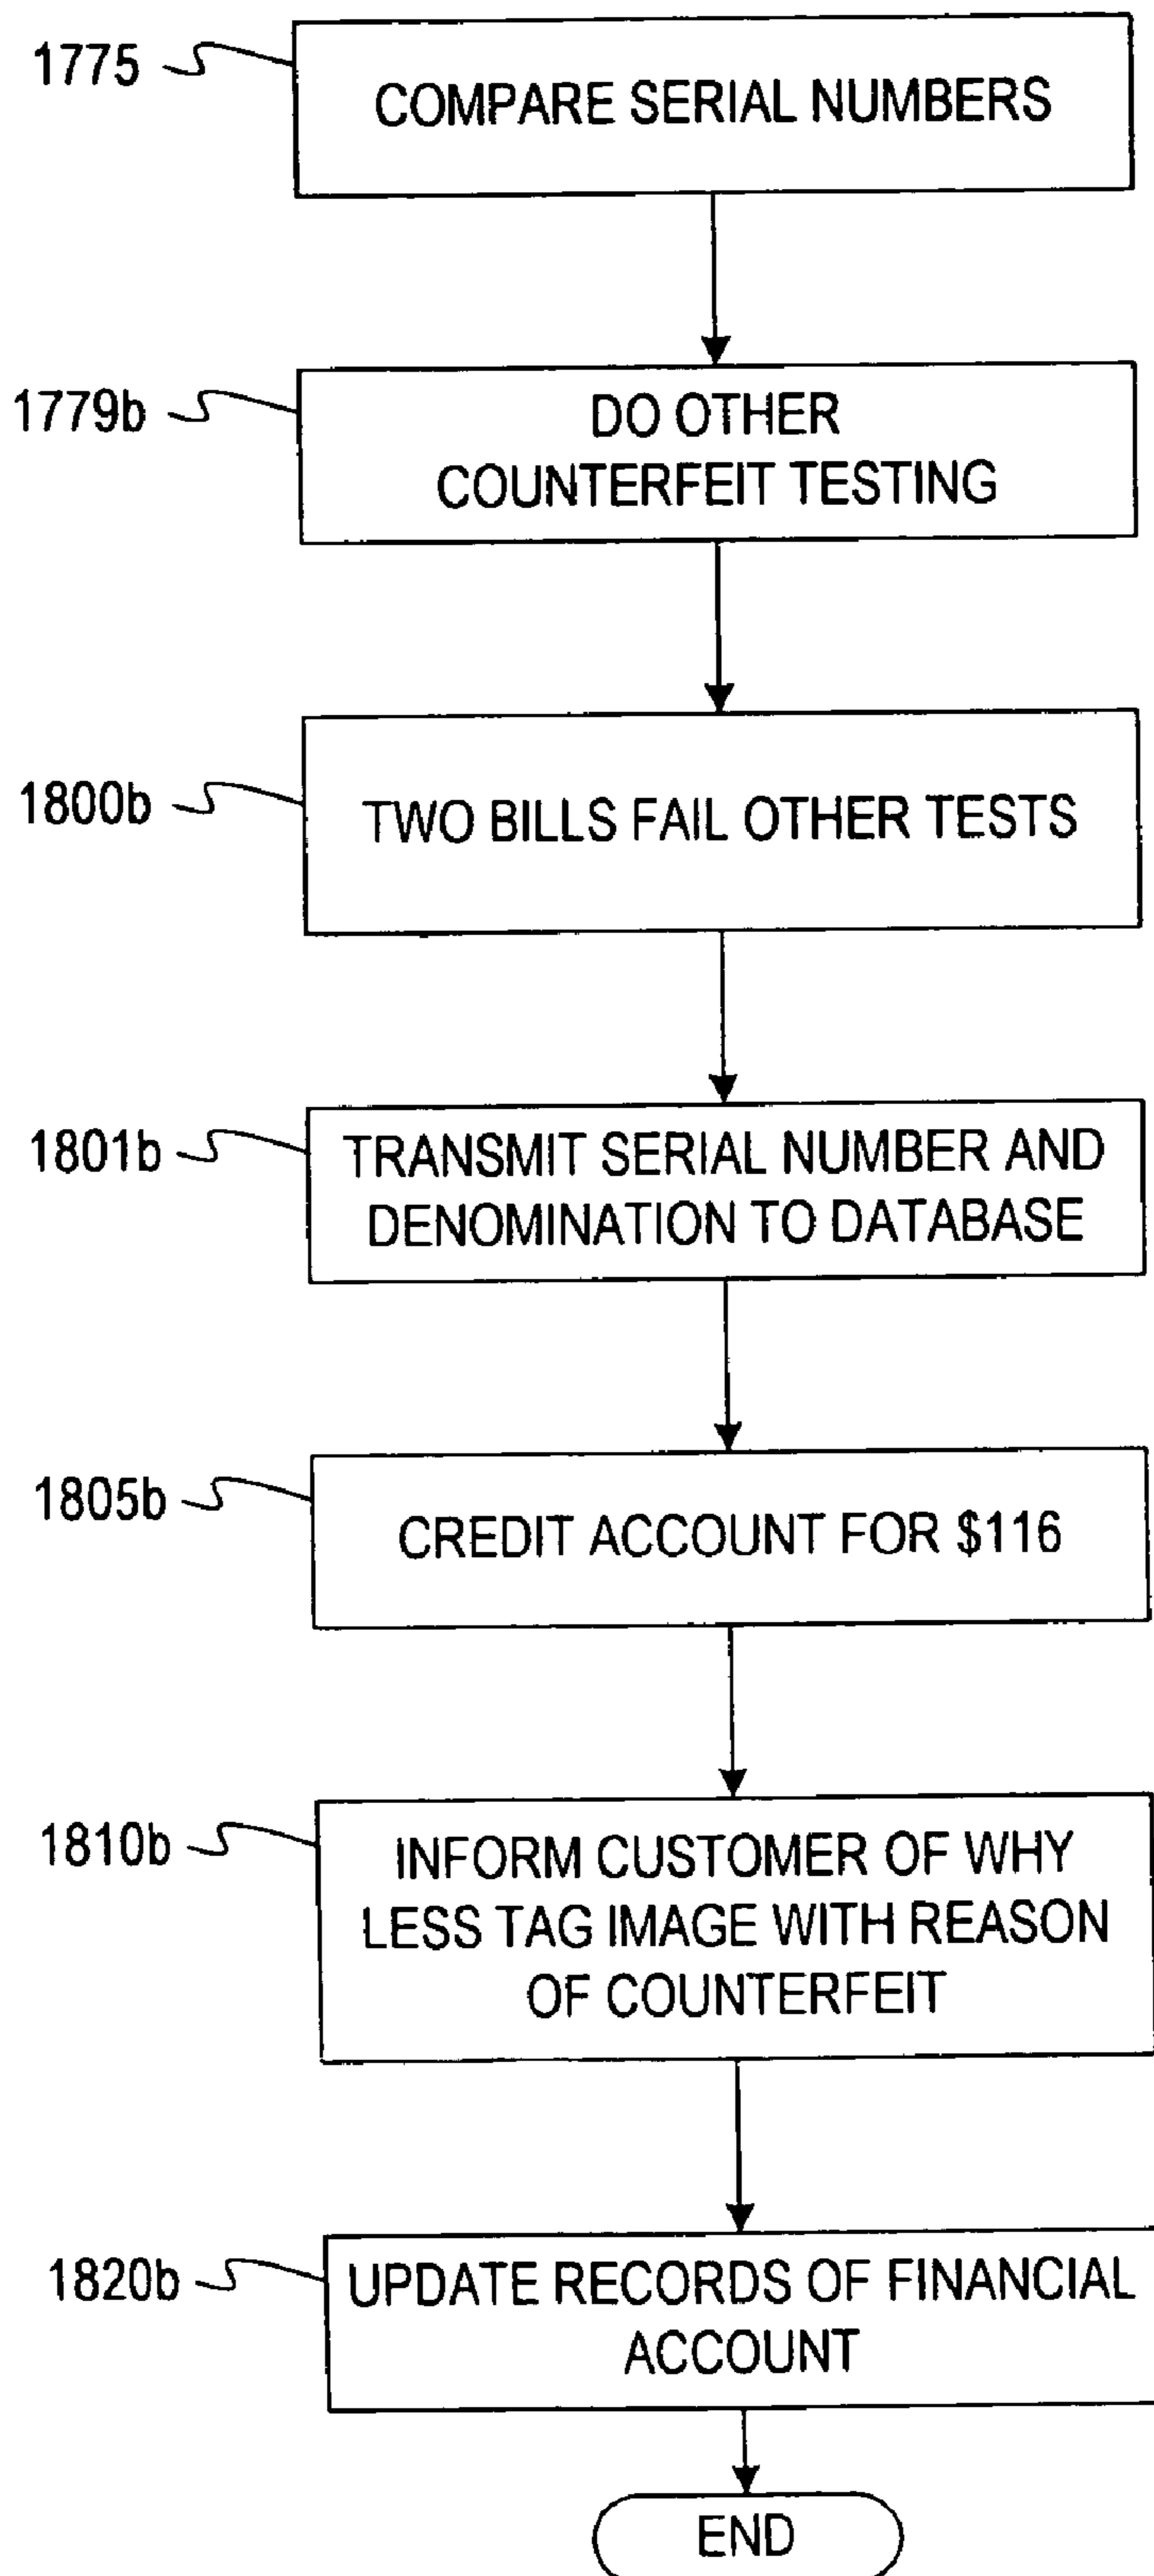 1775
COMPARE SERIAL NUMBERS
1779b
DO OTHER
COUNTERFEIT TESTING
1800b
TWO BILLS FAIL OTHER TESTS
1801b
TRANSMIT SERIAL NUMBER AND
DENOMINATION TO DATABASE
1805b
CREDIT ACCOUNT FOR $116
1810b
INFORM CUSTOMER OF WHY
LESS TAG IMAGE WITH REASON
OF COUNTERFEIT
1820b
UPDATE RECORDS OF FINANCIAL
ACCOUNT
END